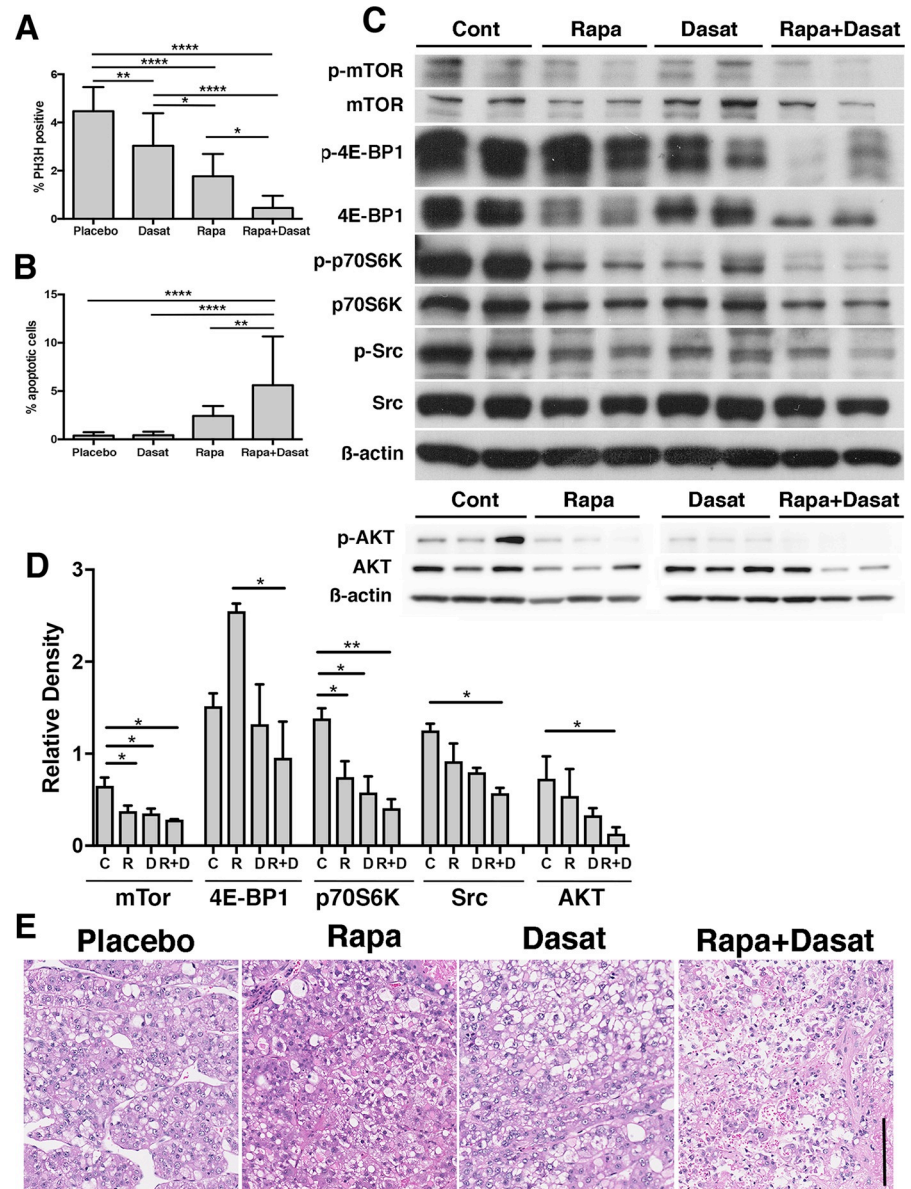 A
****
****
**
****
*
*
% PH3H positive
6
4
2
0
Placebo Dasat Rapa Rapa+Dasat
B
****
****
**
% apoptotic cells
15
10
5
0
Placebo Dasat Rapa Rapa+Dasat
C
Cont Rapa Dasat Rapa+Dasat
p-mTOR
mTOR
p-4E-BP1
4E-BP1
p-p70S6K
p70S6K
p-Src
Src
ß-actin
Cont Rapa Dasat Rapa+Dasat
p-AKT
AKT
ß-actin
D
Relative Density
3
2
1
0
*
*
*
*
**
*
*
*
*
C R D R+D C R D R+D C R D R+D C R D R+D C R D R+D
mTor 4E-BP1 p70S6K Src AKT
E
Placebo Rapa Dasat Rapa+Dasat